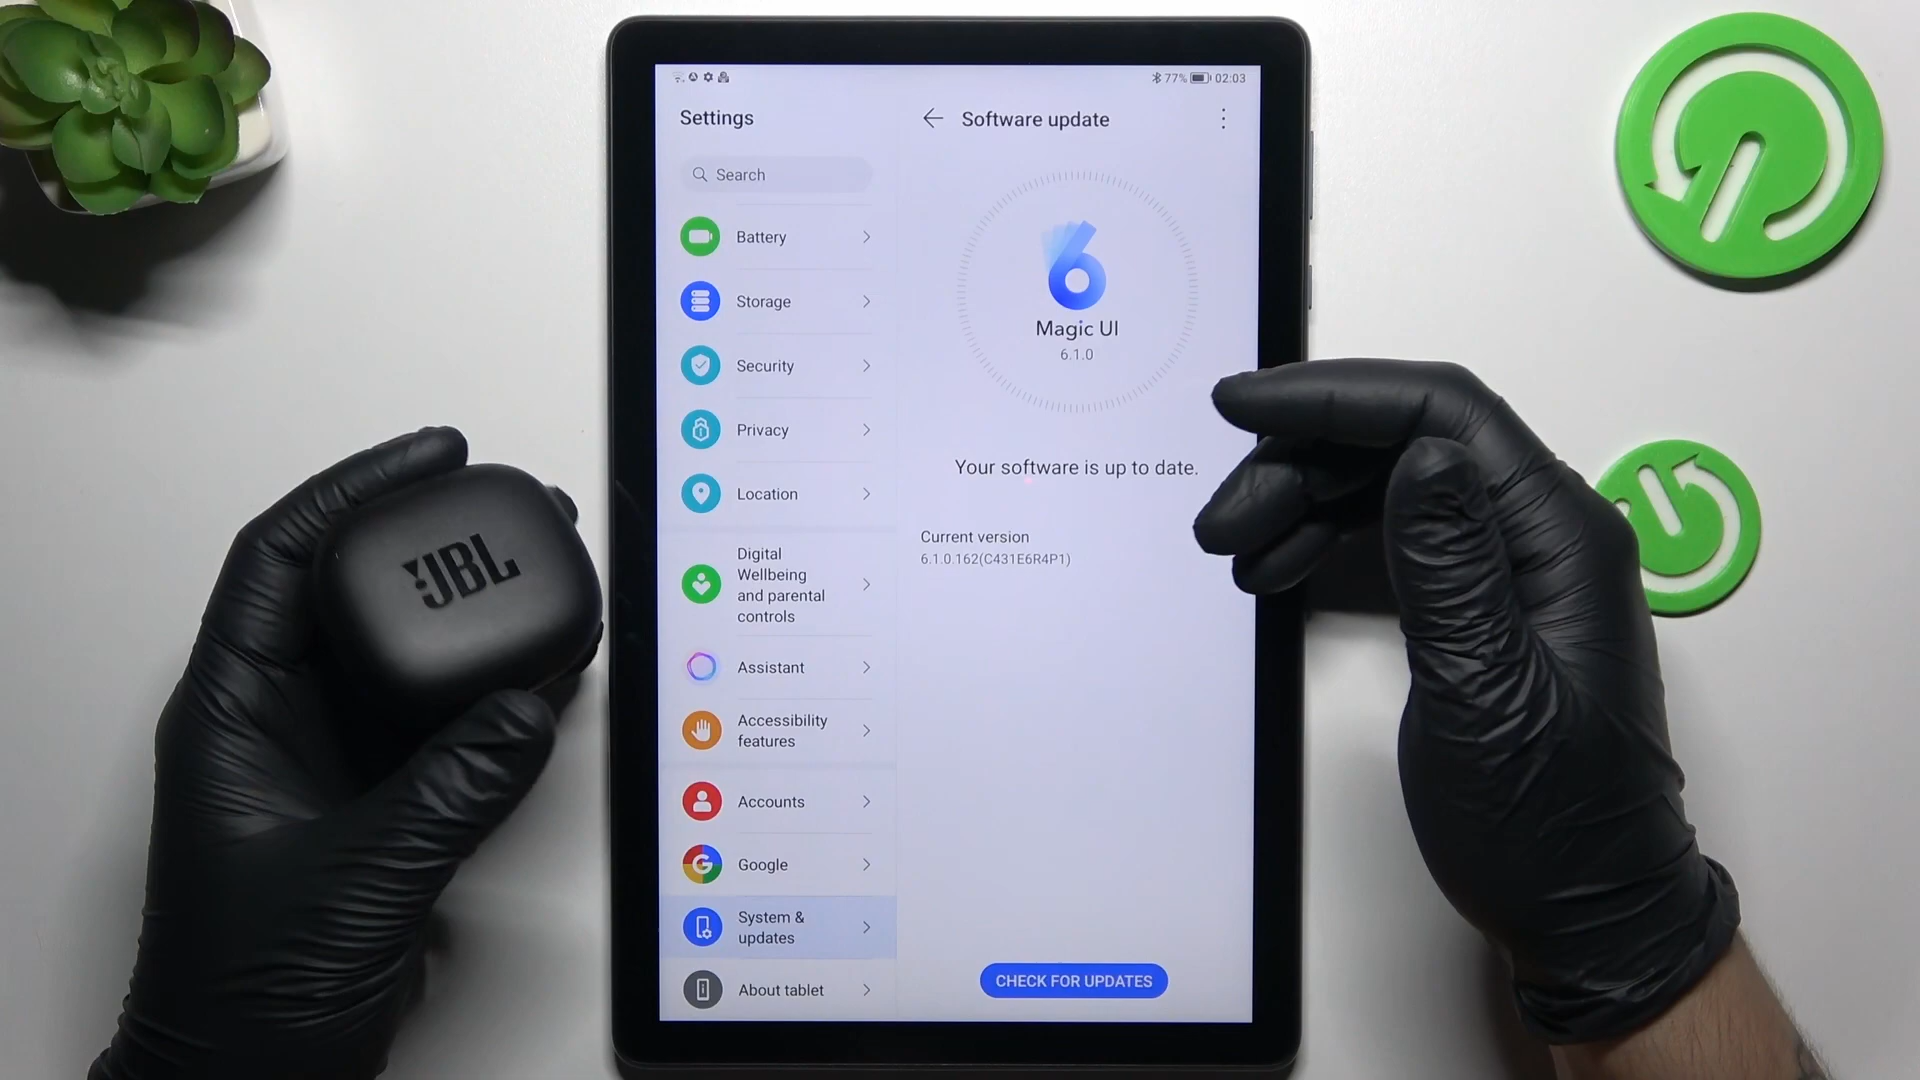 77% 02:03
Settings
Search
Battery
Storage
Security
Privacy
Location
Digital
Wellbeing
and parental
controls
Assistant
Accessibility
features
Accounts
Google
System &
updates
About tablet
Software update
6
Magic UI
6.1.0
Your software is up to date.
Current version
6.1.0.162(C431E6R4P1)
CHECK FOR UPDATES
JBL